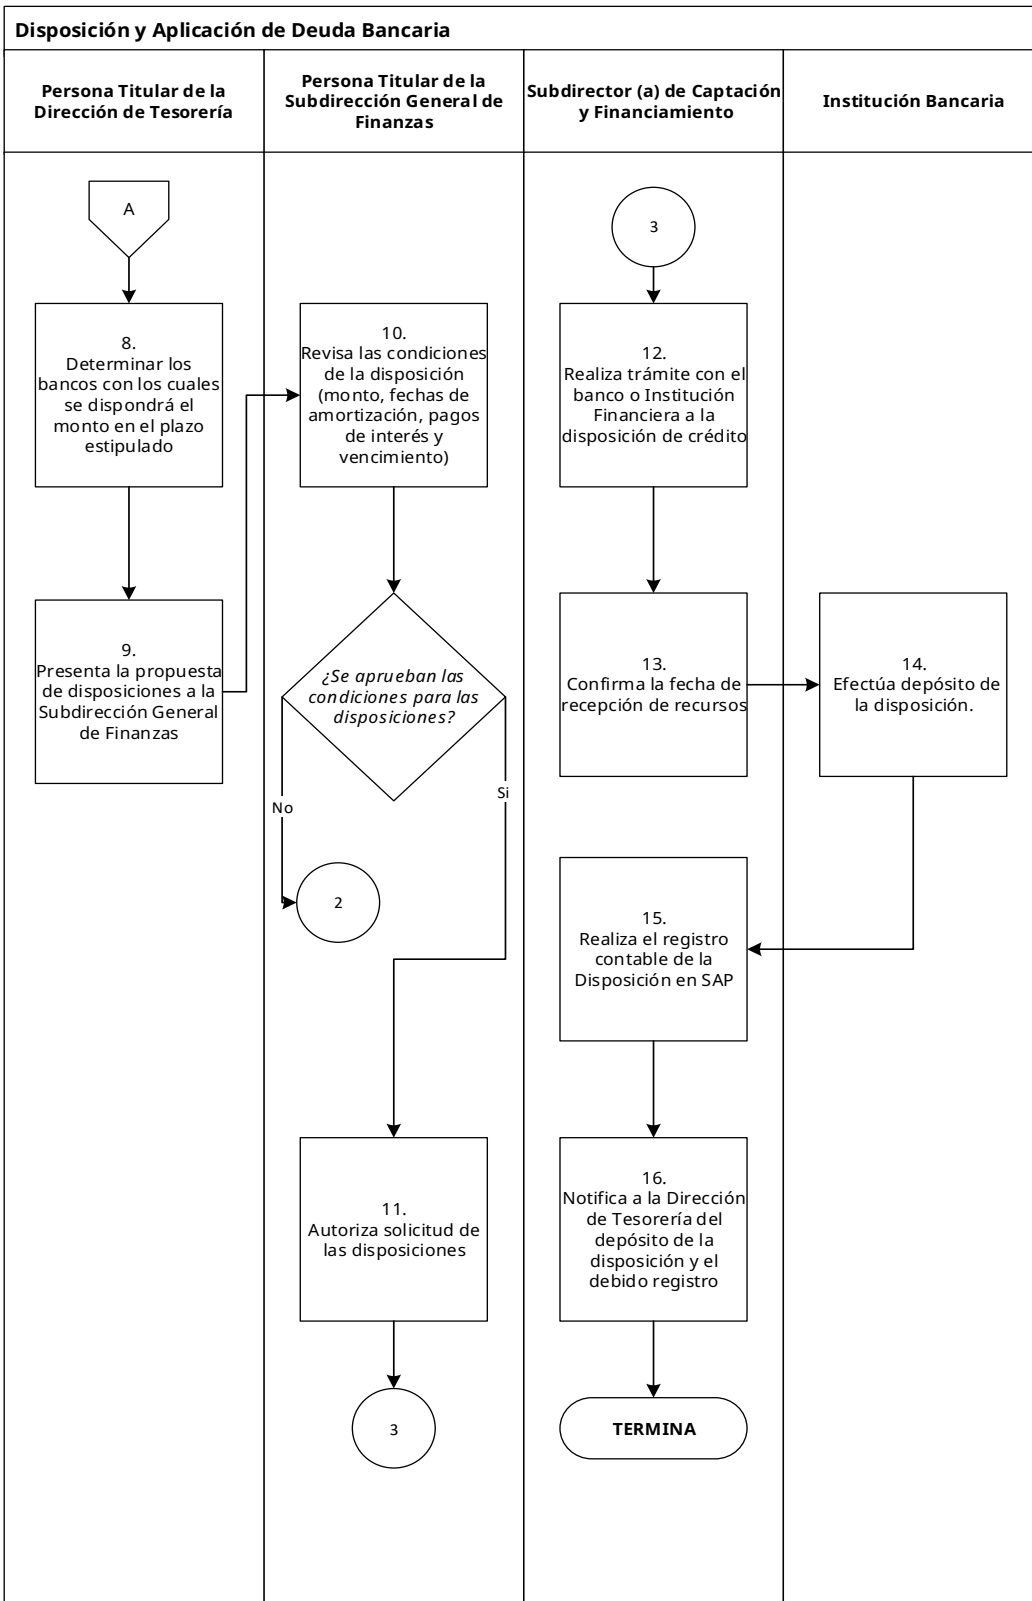 Disposición y Aplicación de Deuda Bancaria
Persona Titular de la
Dirección de Tesorería
Persona Titular de la
Subdirección General de
Finanzas
Subdirector (a) de Captación
y Financiamiento
Institución Bancaria
A
8.
Determinar los
bancos con los cuales
se dispondrá el
monto en el plazo
estipulado
9.
Presenta la propuesta
de disposiciones a la
Subdirección General
de Finanzas
10.
Revisa las condiciones
de la disposición
(monto, fechas de
amortización, pagos
de interés y
vencimiento)
¿Se aprueban las
condiciones para las
disposiciones?
No
Si
2
11.
Autoriza solicitud de
las disposiciones
3
3
12.
Realiza trámite con el
banco o Institución
Financiera a la
disposición de crédito
13.
Confirma la fecha de
recepción de recursos
14.
Efectúa depósito de
la disposición.
15.
Realiza el registro
contable de la
Disposición en SAP
16.
Notifica a la Dirección
de Tesorería del
depósito de la
disposición y el
debido registro
TERMINA